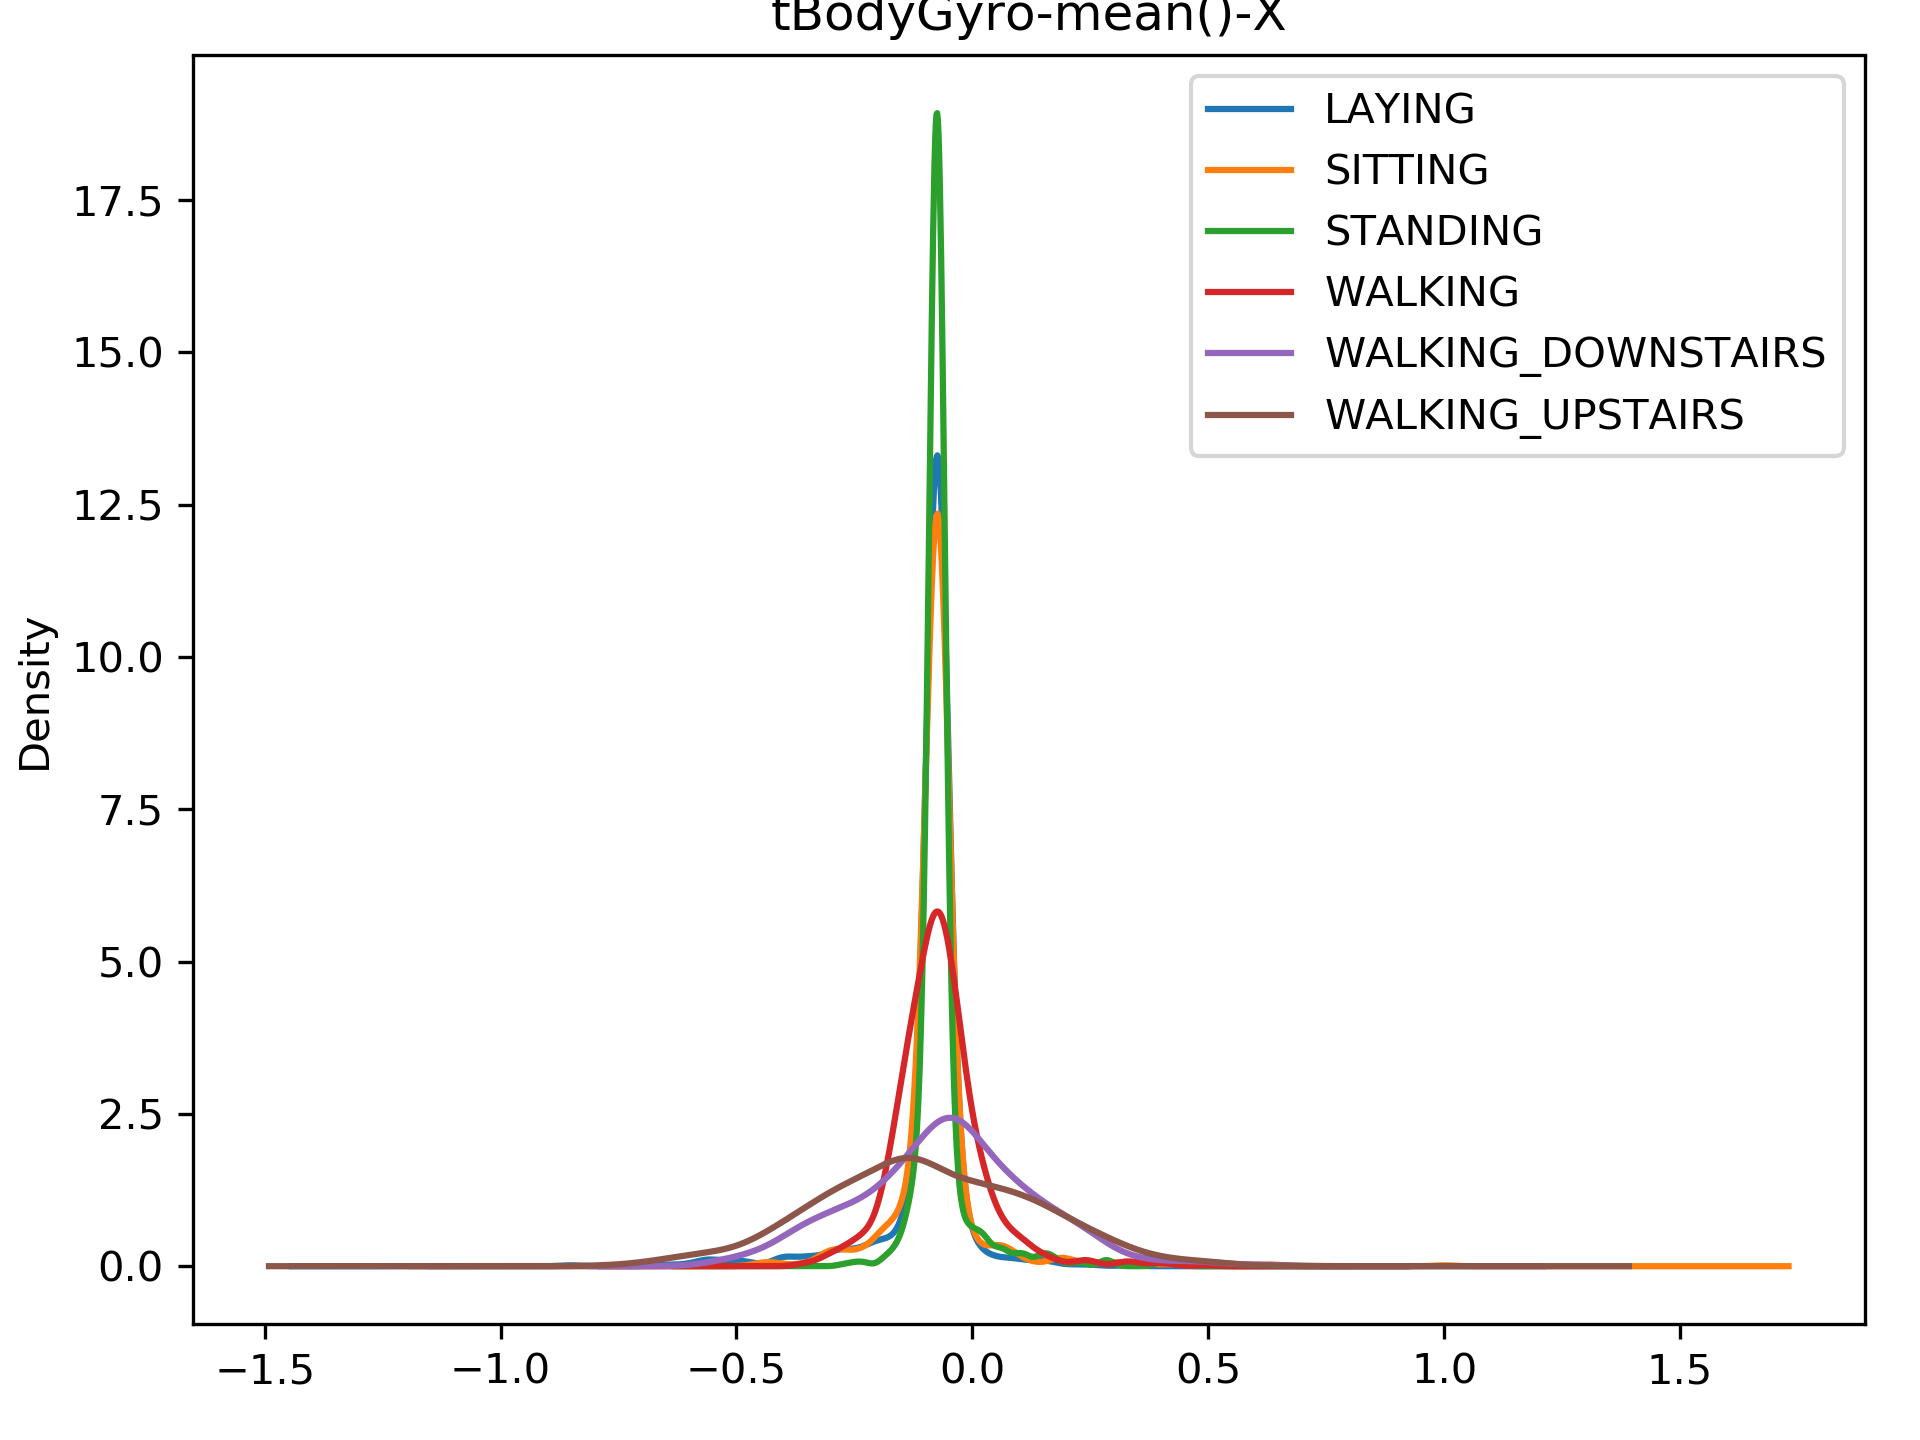 tBodyGyro-mean()-X
LAYING
SITTING
STANDING
WALKING
WALKING_DOWNSTAIRS
WALKING_UPSTAIRS
Density
17.5
15.0
12.5
10.0
7.5
5.0
2.5
0.0
−1.5 −1.0 −0.5 0.0 0.5 1.0 1.5